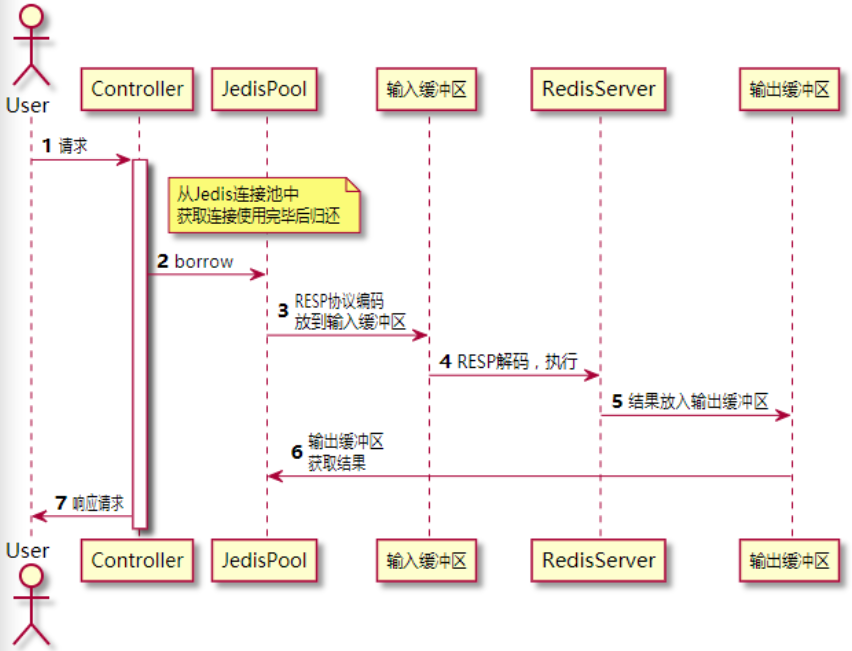 User
Controller
JedisPool
输入缓冲区
RedisServer
输出缓冲区
1 请求
从Jedis连接池中
获取连接使用完毕后归还
2 borrow
3 RESP协议编码
放到输入缓冲区
4 RESP解码，执行
5 结果放入输出缓冲区
6 输出缓冲区
获取结果
7 响应请求
User
Controller
JedisPool
输入缓冲区
RedisServer
输出缓冲区